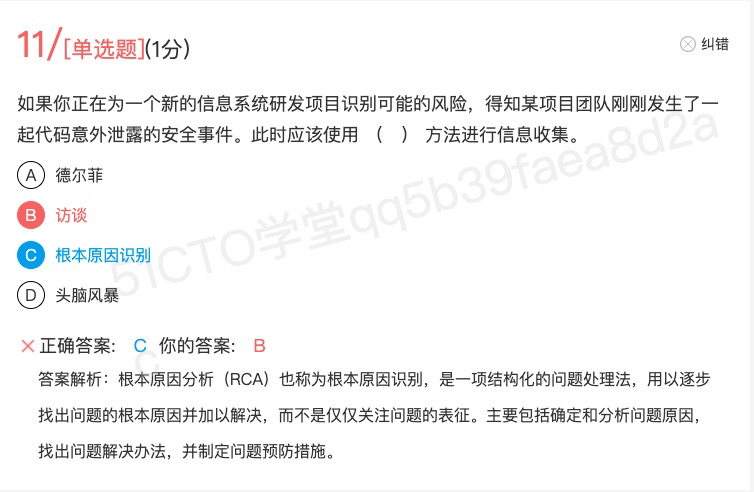 11/[单选题](1分)
纠错
如果你正在为一个新的信息系统研发项目识别可能的风险，得知某项目团队刚刚发生了一
起代码意外泄露的安全事件。此时应该使用 （ ） 方法进行信息收集。
A 德尔菲
B 访谈
C 根本原因识别
D 头脑风暴
正确答案： C 你的答案： B
答案解析：根本原因分析（RCA）也称为根本原因识别，是一项结构化的问题处理法，用以逐步
找出问题的根本原因并加以解决，而不是仅仅关注问题的表征。主要包括确定和分析问题原因，
找出问题解决办法，并制定问题预防措施。
51CTO学堂qq5b39faea8d2a
c